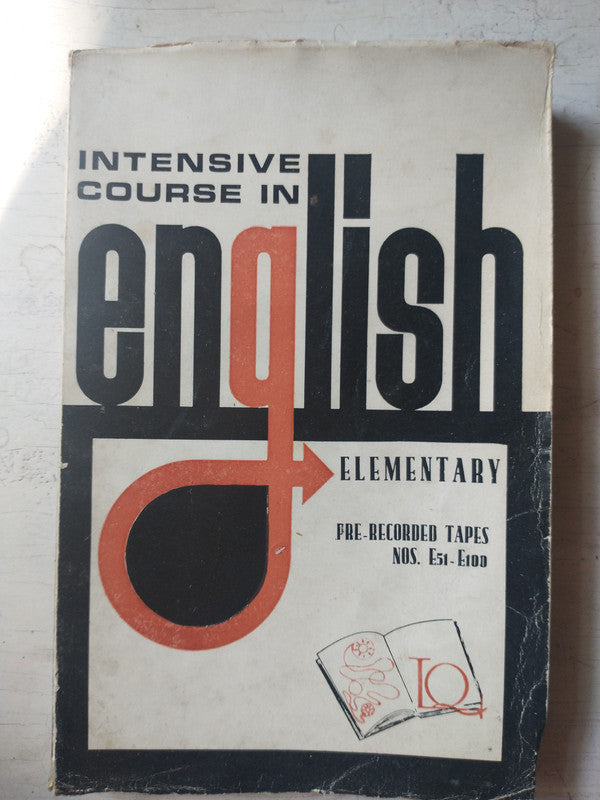 INTENSIVE
COURSE IN
english
ELEMENTARY
PRE-RECORDED TAPES
NOS. E51-E100
LQ